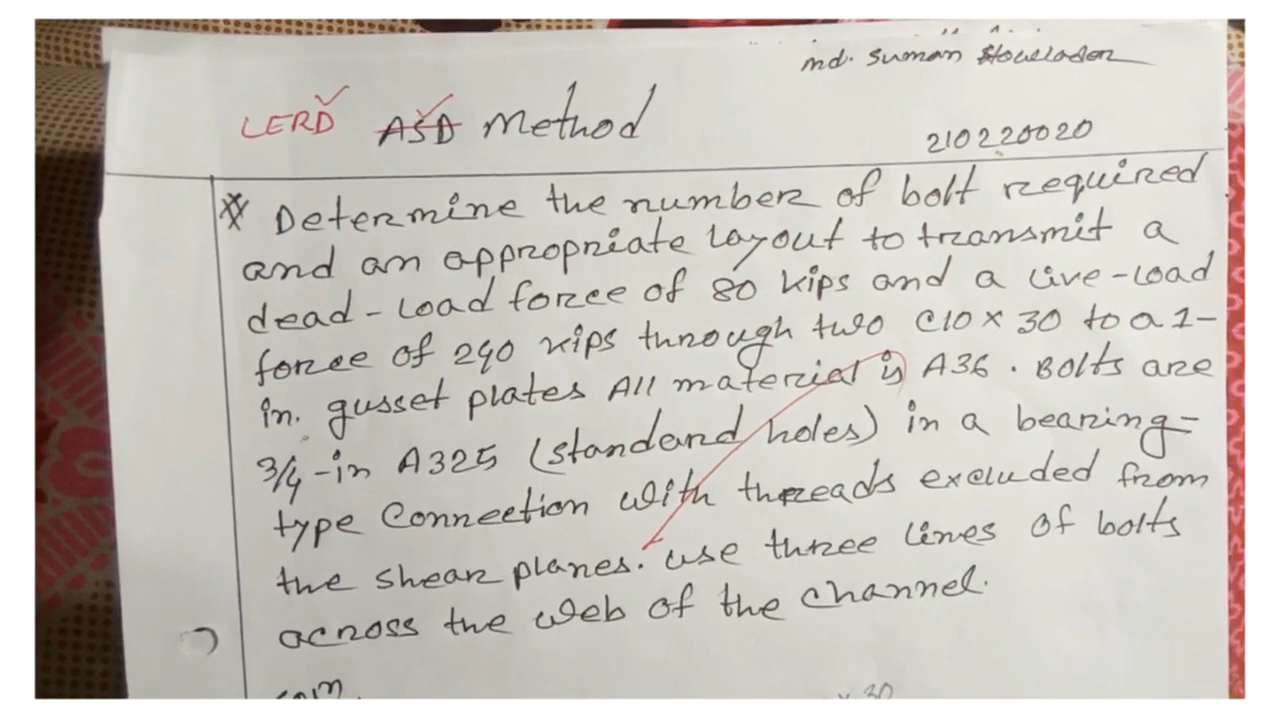 md. Suman Howlader
LERD ASD Method
210220020
* Determine the number of bolt required
and an appropriate layout to transmit a
dead-load force of 80 kips and a live-load
force of 240 kips through two C10 x 30 to a 1-
in. gusset plates All material is A36. Bolts are
3/4-in A325 (standard holes) in a bearing-
type Connection with threads excluded from
the shear planes. use three lines of bolts
across the web of the channel.
x 30